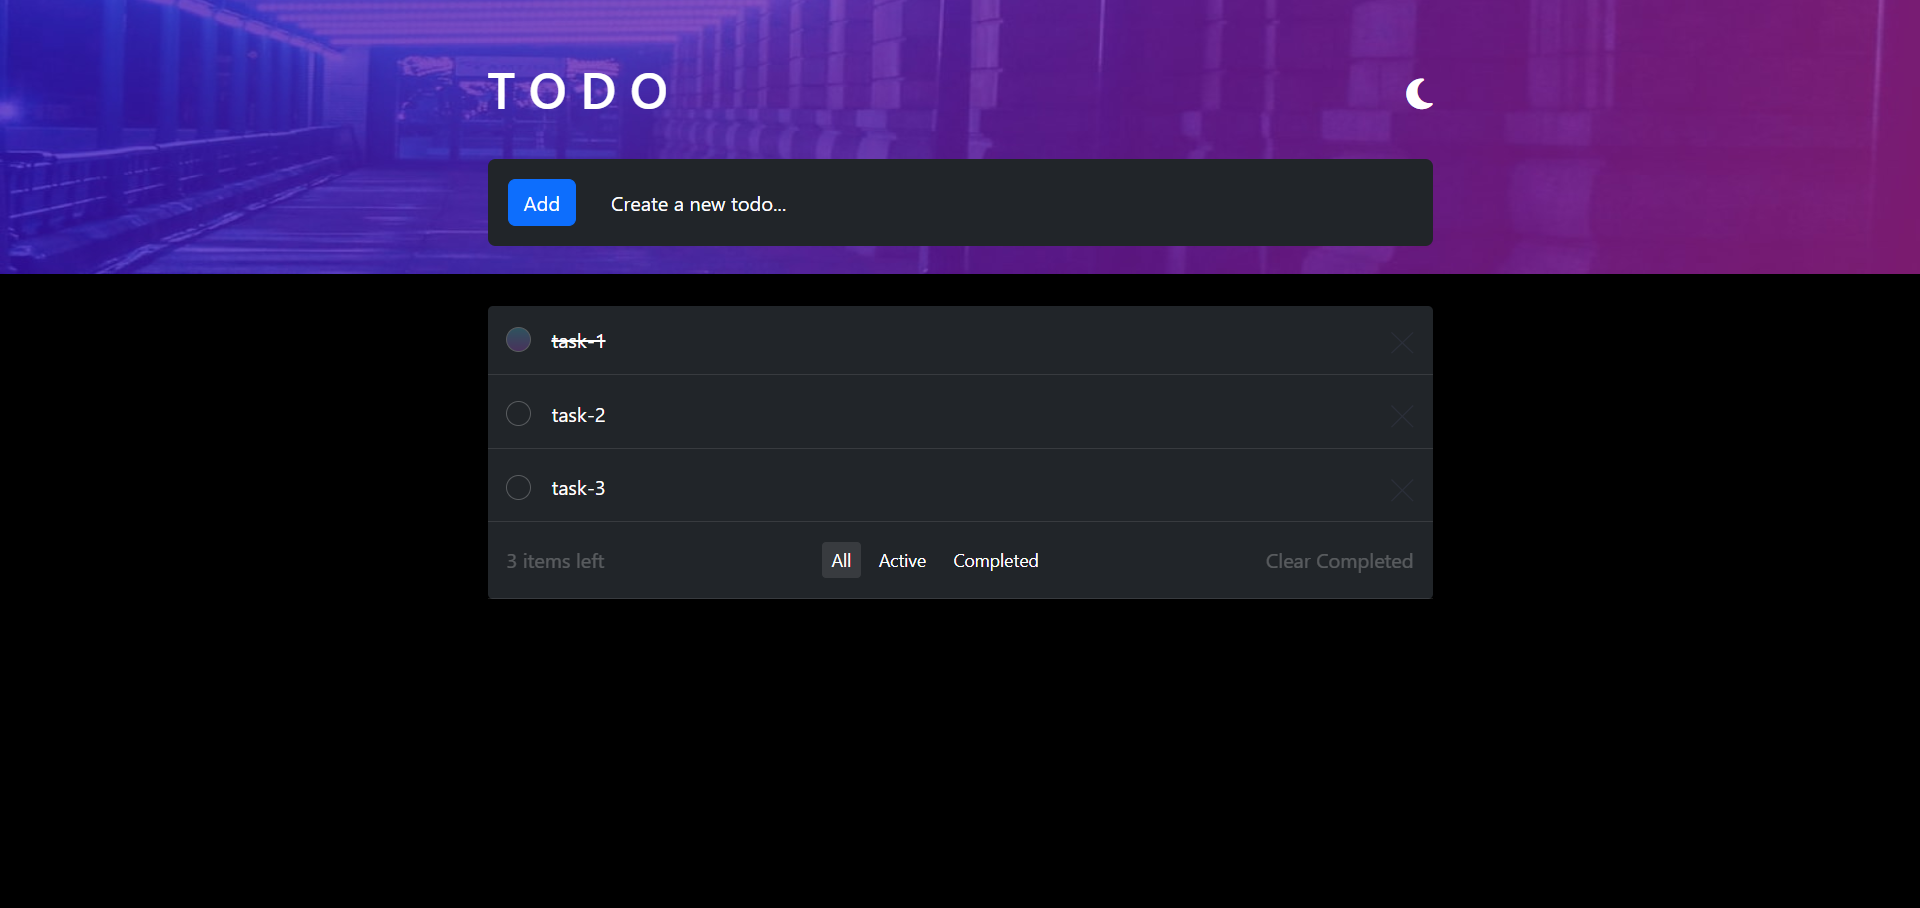 TODO
Add Create a new todo...
task-1
task-2
task-3
3 items left All Active Completed Clear Completed